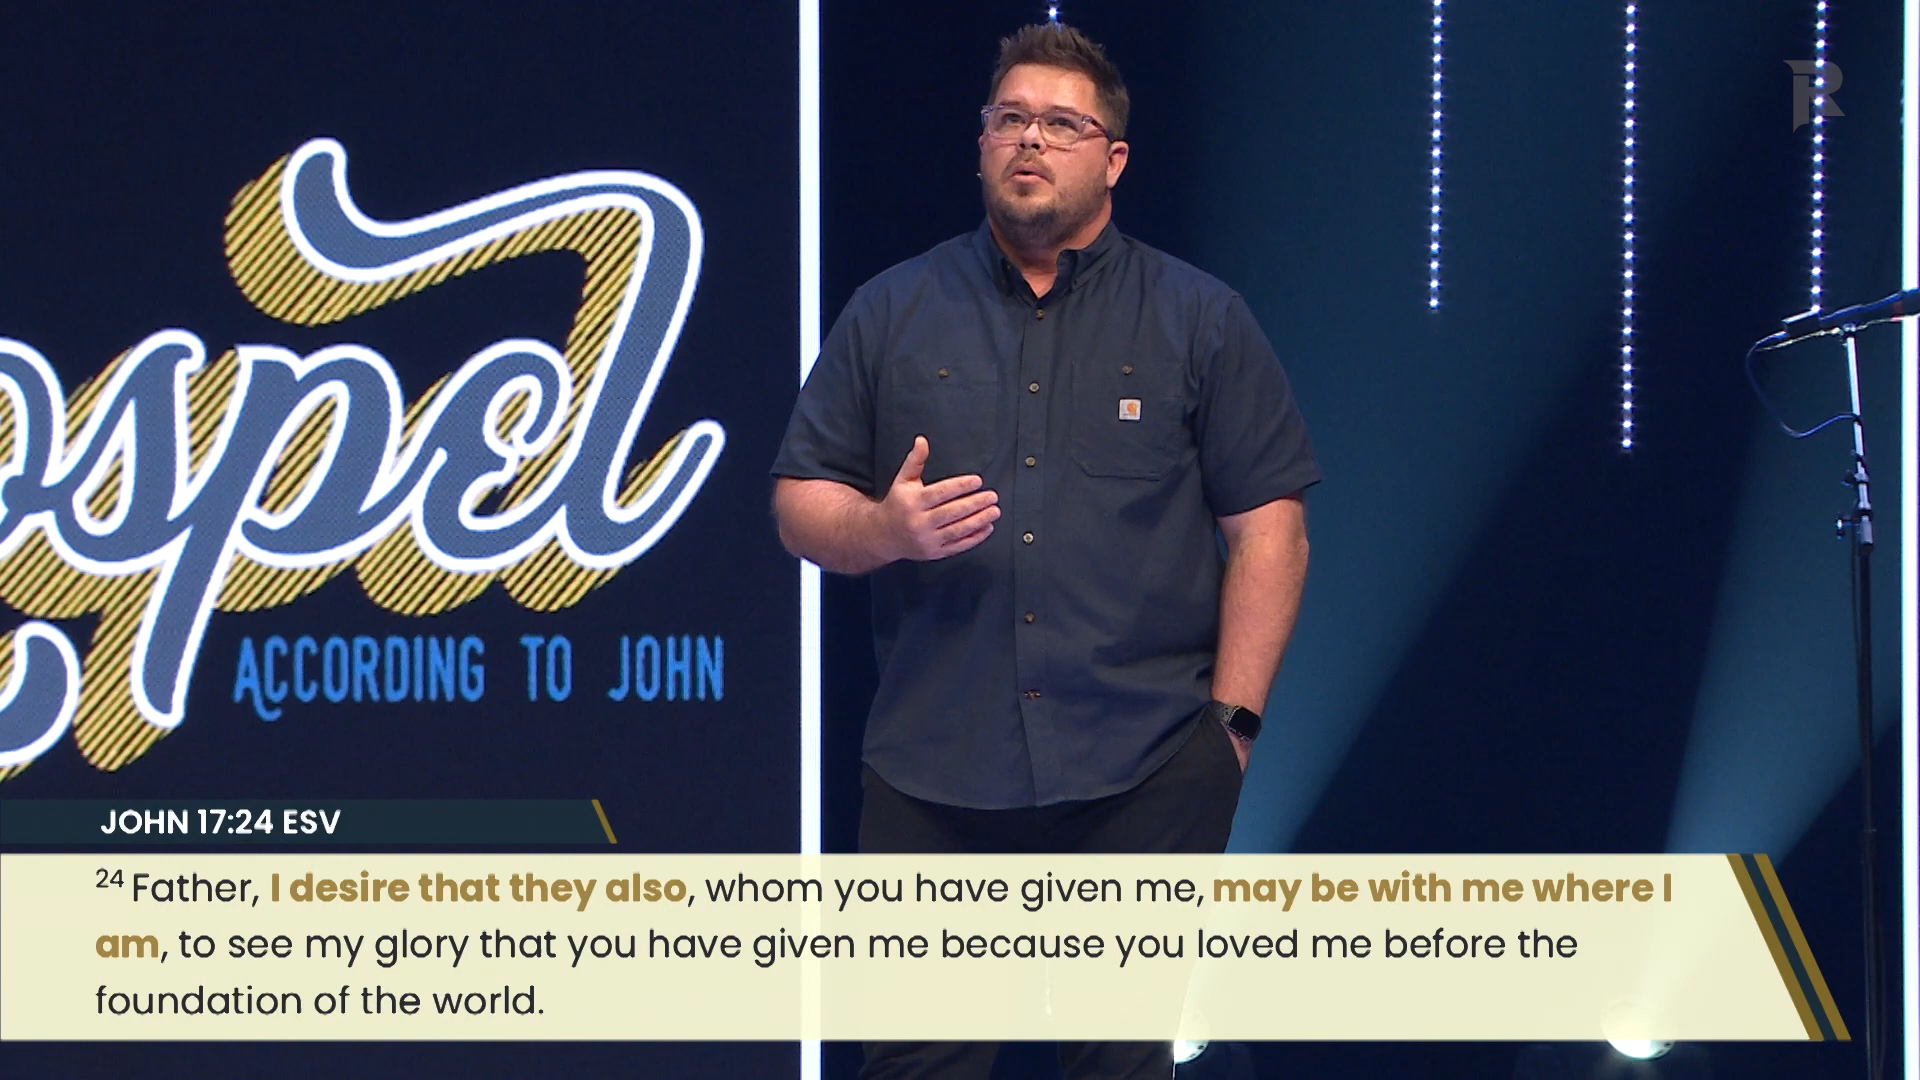 ospel
ACCORDING TO JOHN
JOHN 17:24 ESV
24 Father, I desire that they also, whom you have given me, may be with me where I
am, to see my glory that you have given me because you loved me before the
foundation of the world.
R